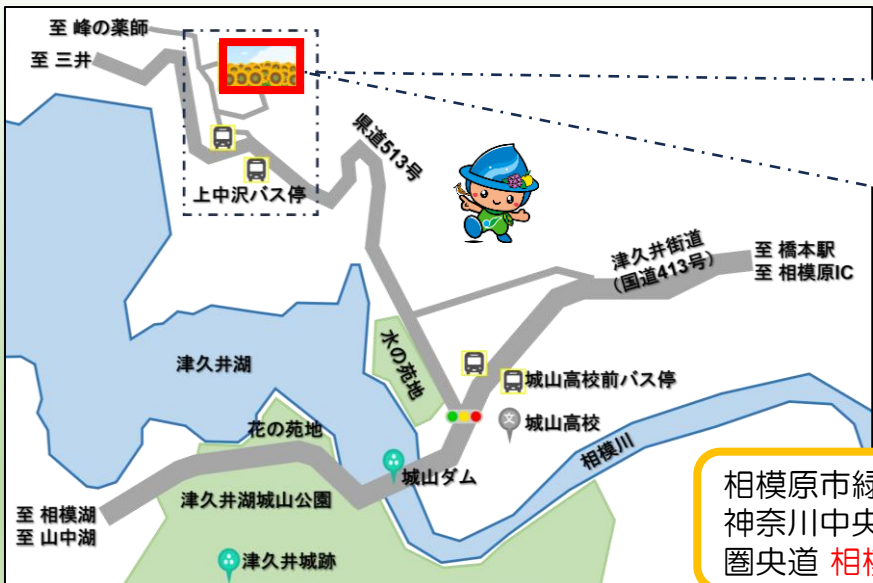 至 峰の薬師
至 三井
県道513号
上中沢バス停
津久井街道
(国道413号)
至 橋本駅
至 相模原IC
水の苑地
津久井湖
城山高校前バス停
文
城山高校
花の苑地
相模川
城山ダム
津久井湖城山公園
至 相模湖
至 山中湖
津久井城跡
相模原市緑
神奈川中央
圏央道 相模